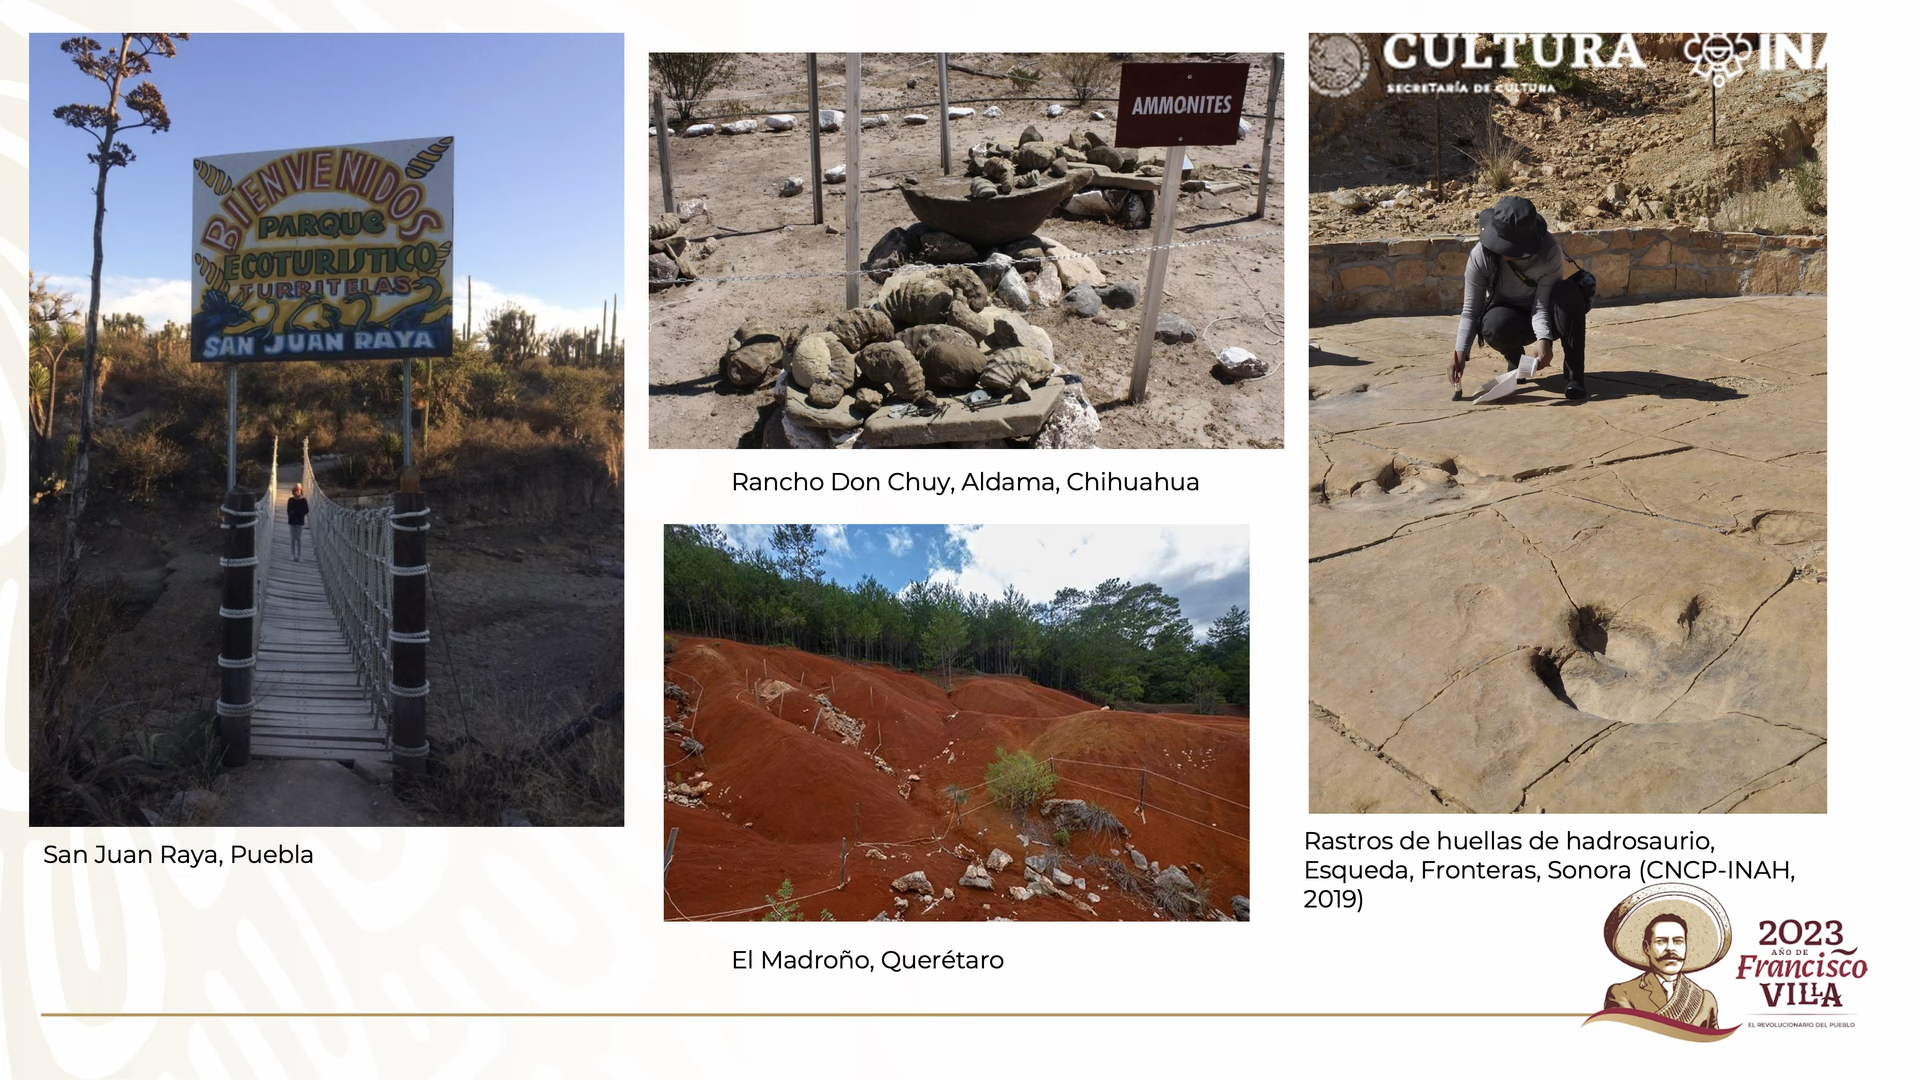 BIENVENIDOS
PARQUE
ECOTURISTICO
TURRITELAS
SAN JUAN RAYA
San Juan Raya, Puebla
AMMONITES
Rancho Don Chuy, Aldama, Chihuahua
El Madroño, Querétaro
CULTURA
SECRETARÍA DE CULTURA
INA
Rastros de huellas de hadrosaurio,
Esqueda, Fronteras, Sonora (CNCP-INAH,
2019)
2023
AÑO DE
Francisco
VILLA
EL REVOLUCIONARIO DEL PUEBLO